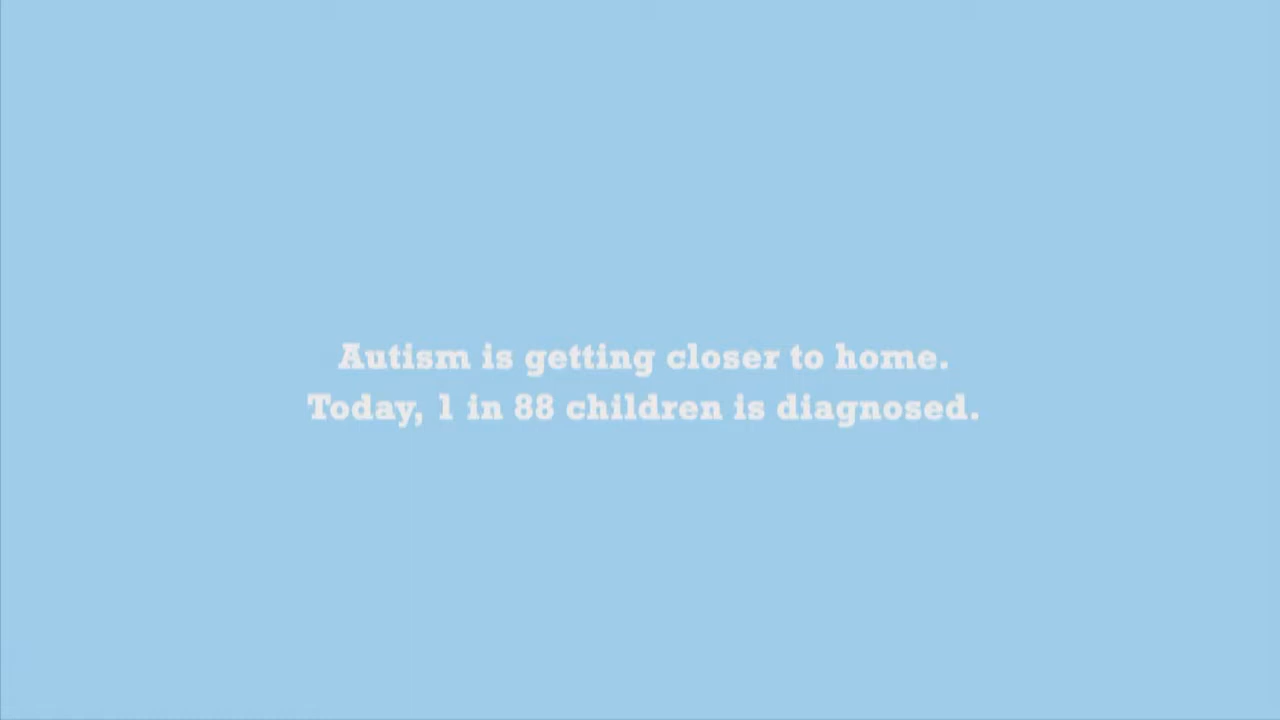 Autism is getting closer to home.
Today, 1 in 88 children is diagnosed.